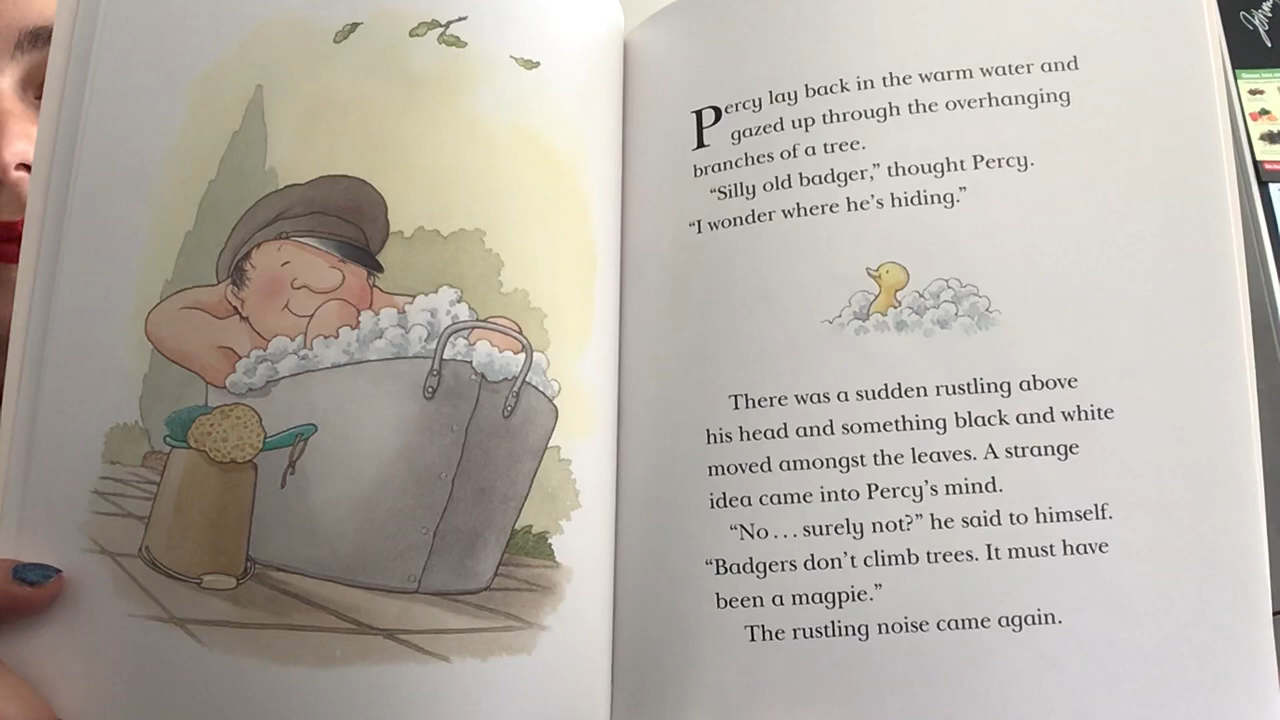 Percy lay back in the warm water and
gazed up through the overhanging
branches of a tree.
“Silly old badger,” thought Percy.
“I wonder where he’s hiding.”
There was a sudden rustling above
his head and something black and white
moved amongst the leaves. A strange
idea came into Percy’s mind.
“No... surely not?” he said to himself.
“Badgers don’t climb trees. It must have
been a magpie.”
The rustling noise came again.